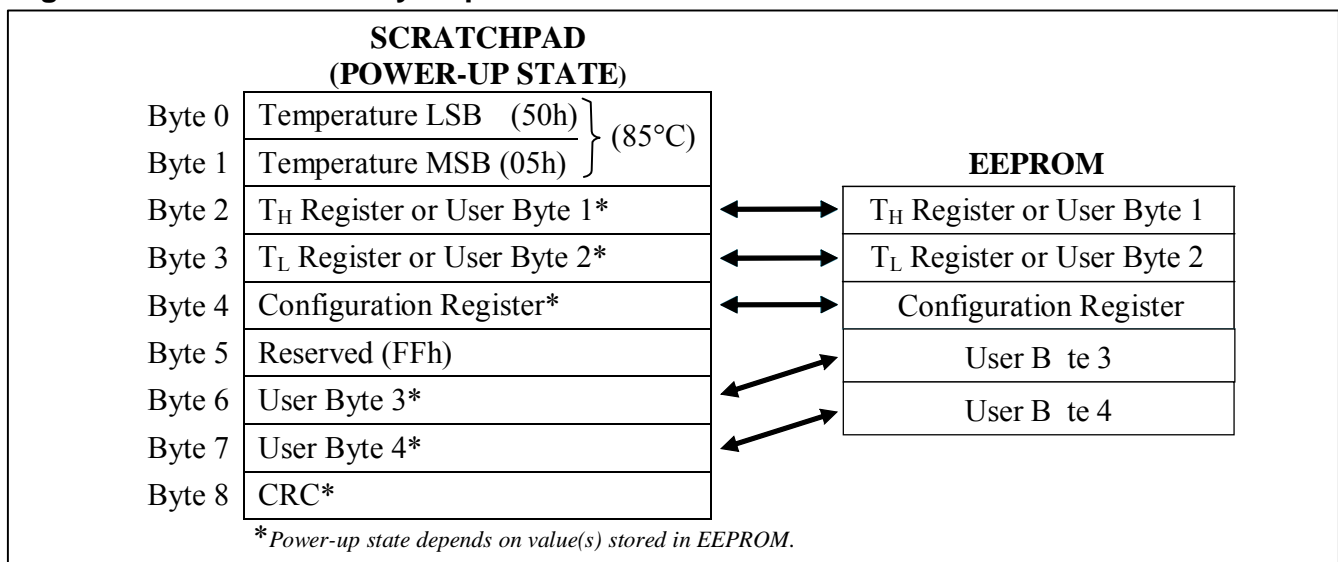 SCRATCHPAD
(POWER-UP STATE)
Byte 0 Temperature LSB (50h)
(85°C)
Byte 1 Temperature MSB (05h)
EEPROM
Byte 2 T_H Register or User Byte 1* T_H Register or User Byte 1
Byte 3 T_L Register or User Byte 2* T_L Register or User Byte 2
Byte 4 Configuration Register* Configuration Register
Byte 5 Reserved (FFh) User B te 3
Byte 6 User Byte 3* User B te 4
Byte 7 User Byte 4*
Byte 8 CRC*
*Power-up state depends on value(s) stored in EEPROM.